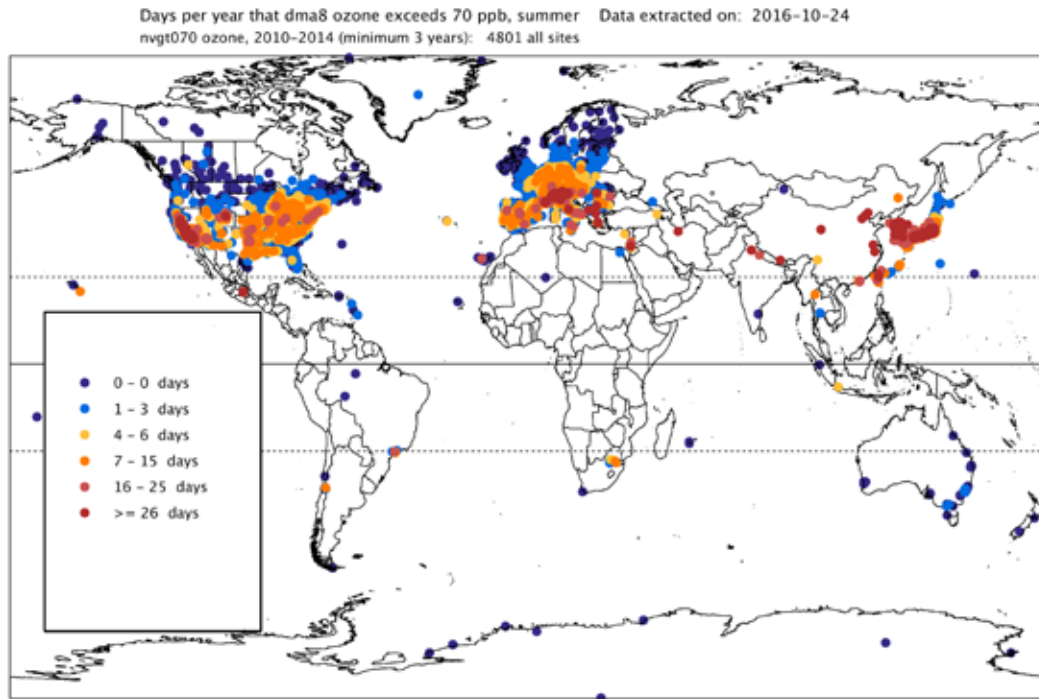 Days per year that dma8 ozone exceeds 70 ppb, summer Data extracted on: 2016-10-24
nvgt070 ozone, 2010-2014 (minimum 3 years): 4801 all sites
0 - 0 days
1 - 3 days
4 - 6 days
7 - 15 days
16 - 25 days
>= 26 days